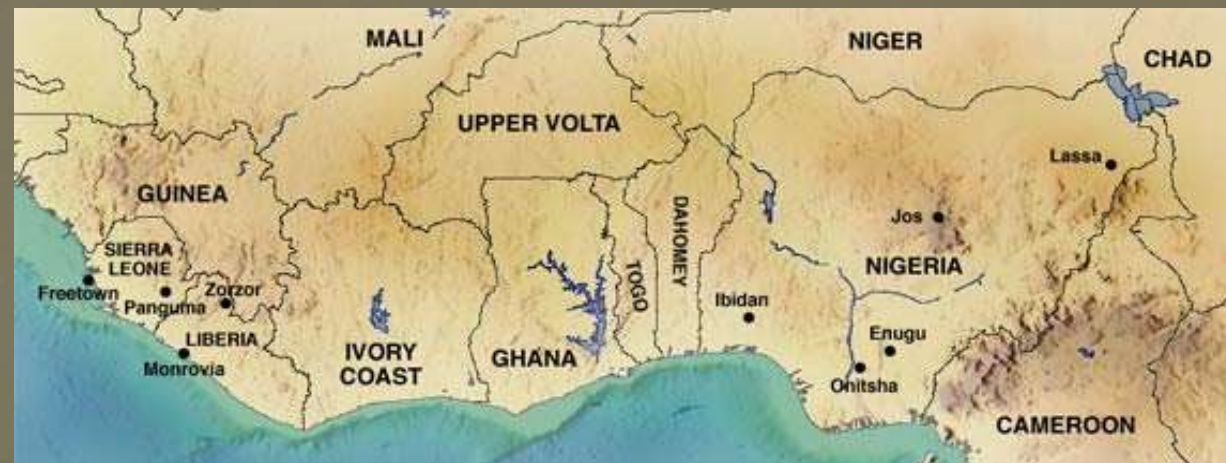 MALI
NIGER
CHAD
UPPER VOLTA
Lassa
GUINEA
DAHOMEY
Jos
SIERRA
LEONE
TOGO
NIGERIA
Freetown
Panguma
Zorzor
Ibidan
LIBERIA
Monrovia
IVORY
COAST
GHANA
Enugu
Onitsha
CAMEROON